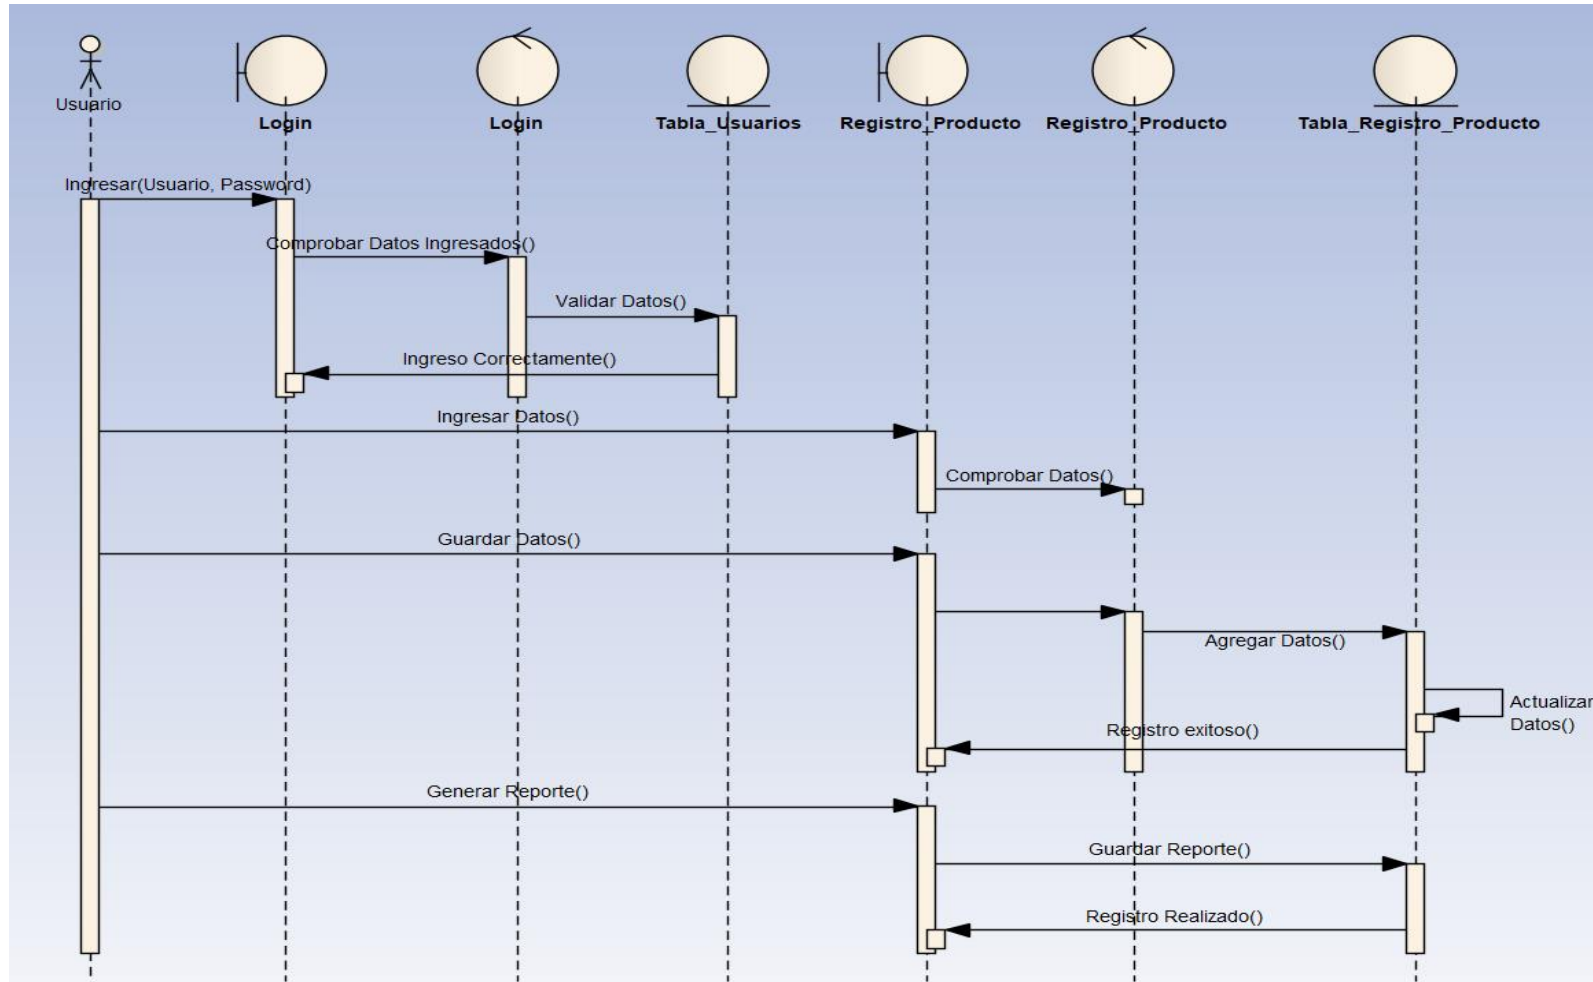 Usuario
Login
Login
Tabla_Usuarios
Registro_Producto
Registro_Producto
Tabla_Registro_Producto
Ingresar(Usuario, Password)
Comprobar Datos Ingresados()
Validar Datos()
Ingreso Correctamente()
Ingresar Datos()
Comprobar Datos()
Guardar Datos()
Agregar Datos()
Actualizar
Datos()
Registro exitoso()
Generar Reporte()
Guardar Reporte()
Registro Realizado()